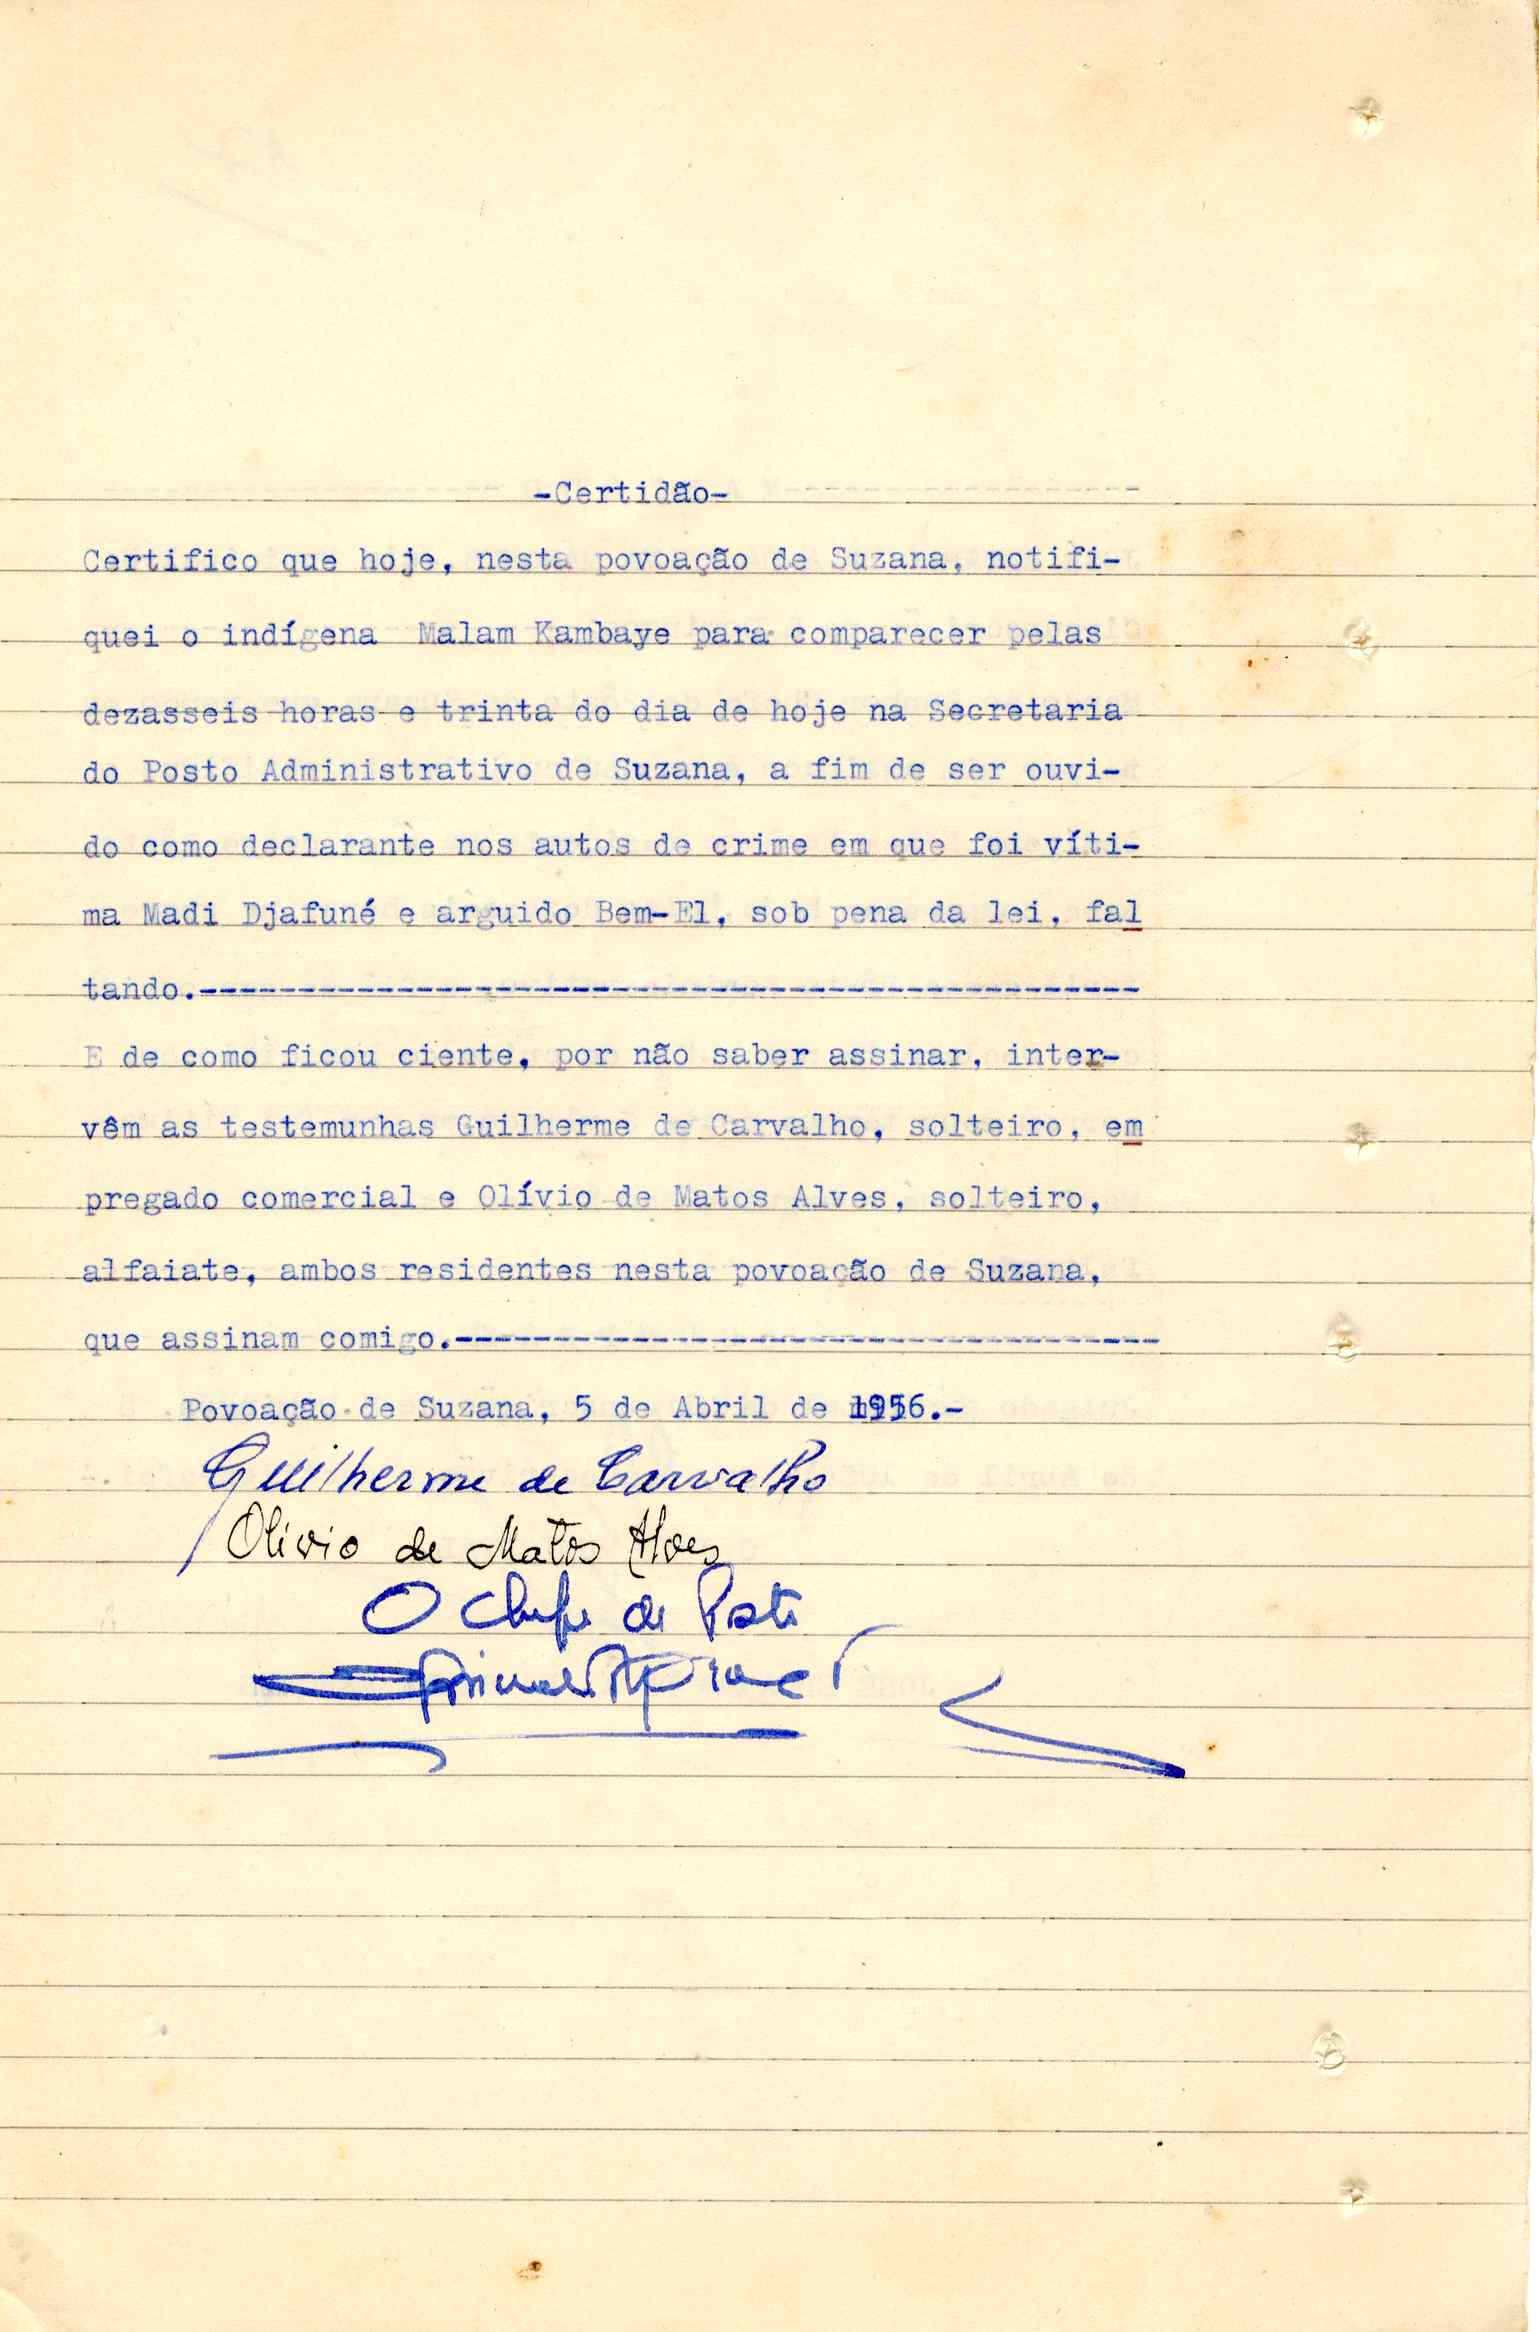 -Certidão-
Certifico que hoje, nesta povoação de Suzana, notifi-
quei o indígena Malam Kambaye para comparecer pelas
dezasseis horas e trinta do dia de hoje na Secretaria
do Posto Administrativo de Suzana, a fim de ser ouvi-
do como declarante nos autos de crime em que foi víti-
ma Madi Djafuné e arguido Bem-El, sob pena da lei, fal
tando.------------------------------------------------
E de como ficou ciente, por não saber assinar, inter-
vêm as testemunhas Guilherme de Carvalho, solteiro, em
pregado comercial e Olívio de Matos Alves, solteiro,
alfaiate, ambos residentes nesta povoação de Suzana,
que assinam comigo.------------------------------------
Povoação de Suzana, 5 de Abril de 1956.-
Guilherme de Carvalho
Olivio de Matos Alves
O Chefe de Posto